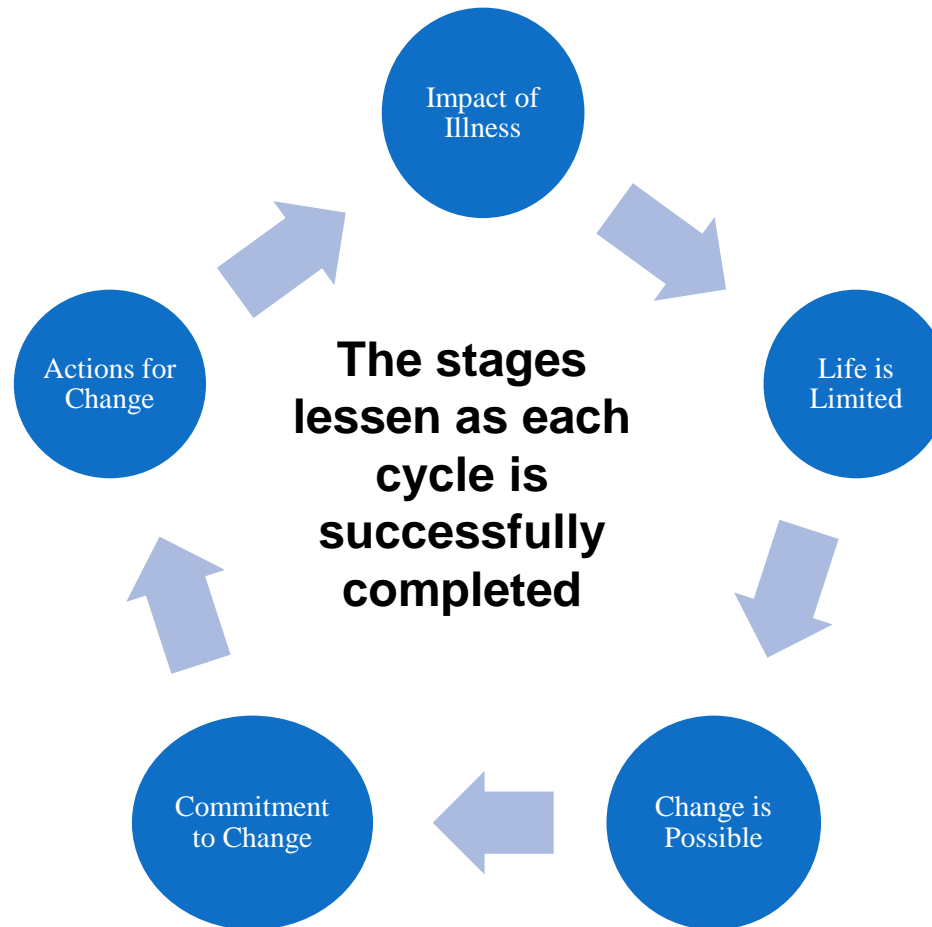 Impact of
Illness
Life is
Limited
Change is
Possible
Commitment
to Change
Actions for
Change
The stages
lessen as each
cycle is
successfully
completed